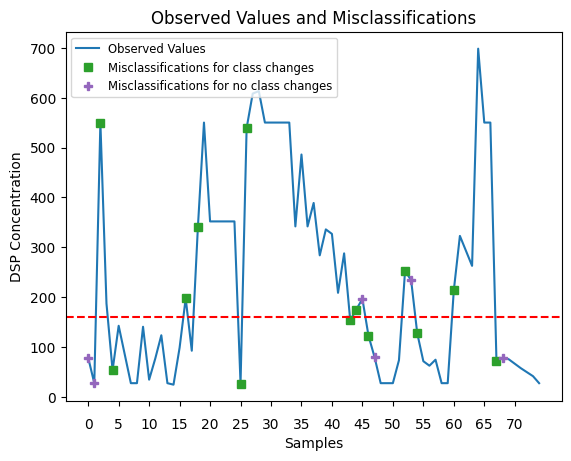 Observed Values and Misclassifications
Observed Values
Misclassifications for class changes
Misclassifications for no class changes
700
600
500
400
300
200
100
0
DSP Concentration
0 5 10 15 20 25 30 35 40 45 50 55 60 65 70
Samples